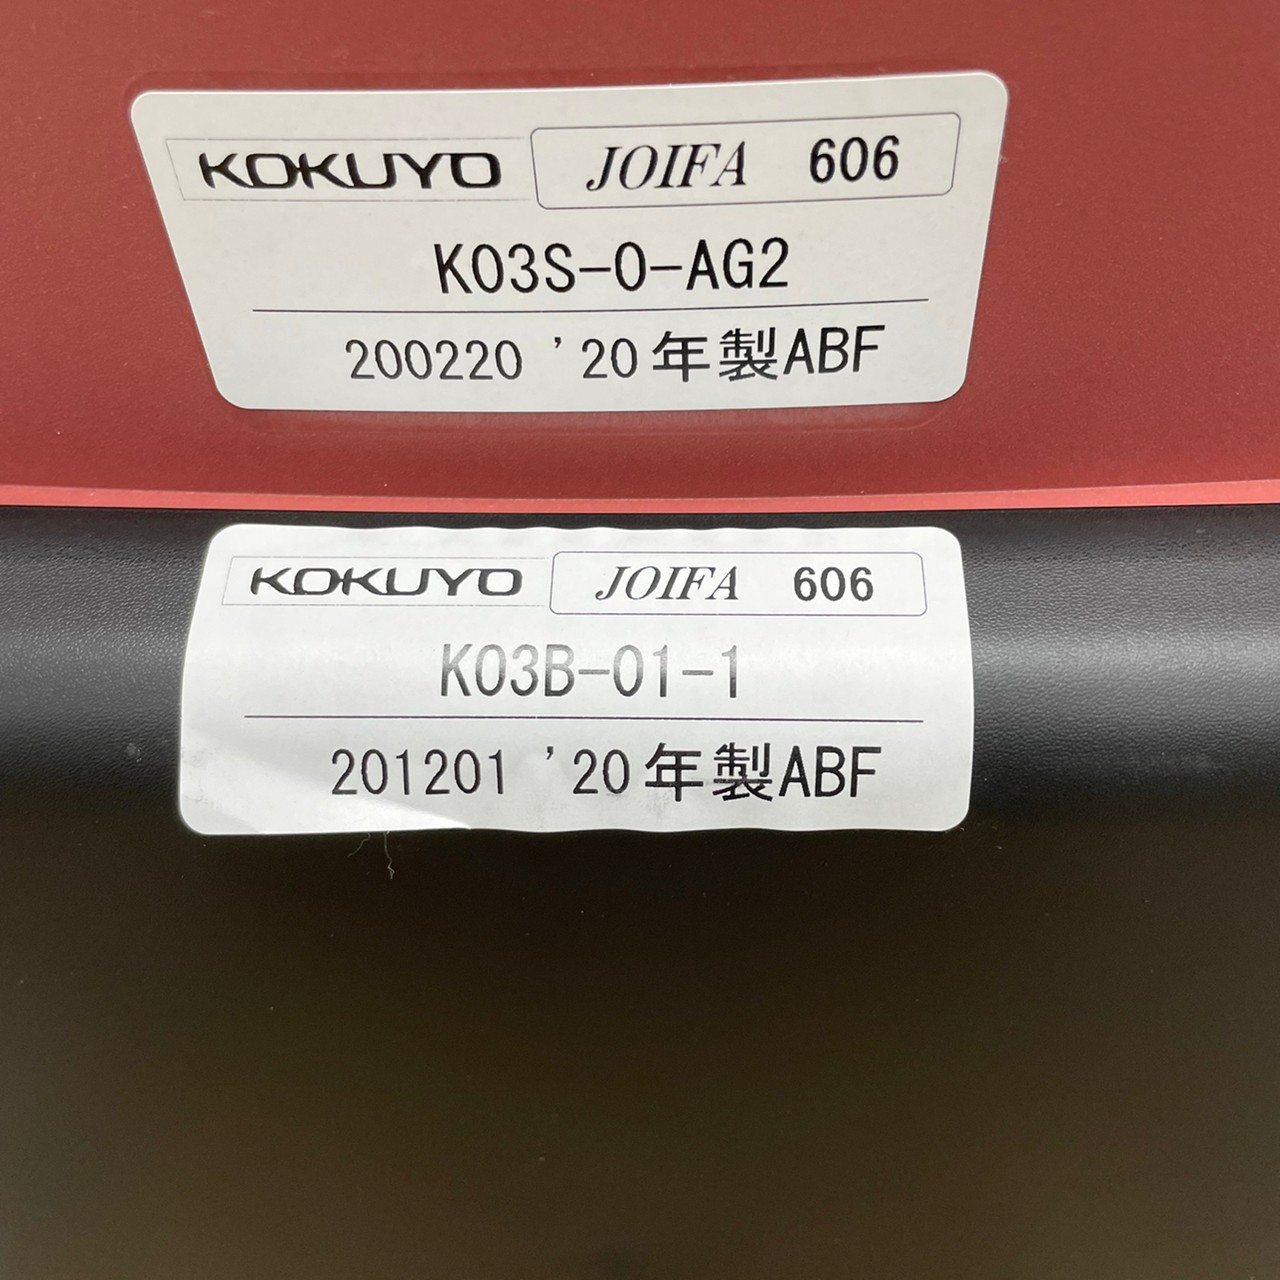 KOKUYO JOIFA 606
K03S-0-AG2
200220 '20年製ABF
KOKUYO JOIFA 606
K03B-01-1
201201 '20年製ABF